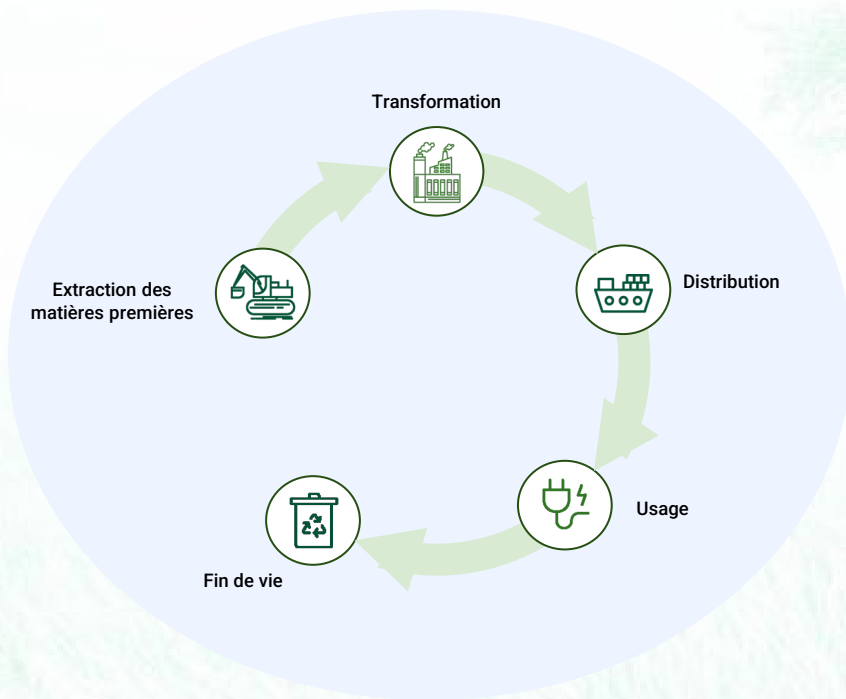 Transformation
Distribution
Extraction des
matières premières
Usage
Fin de vie